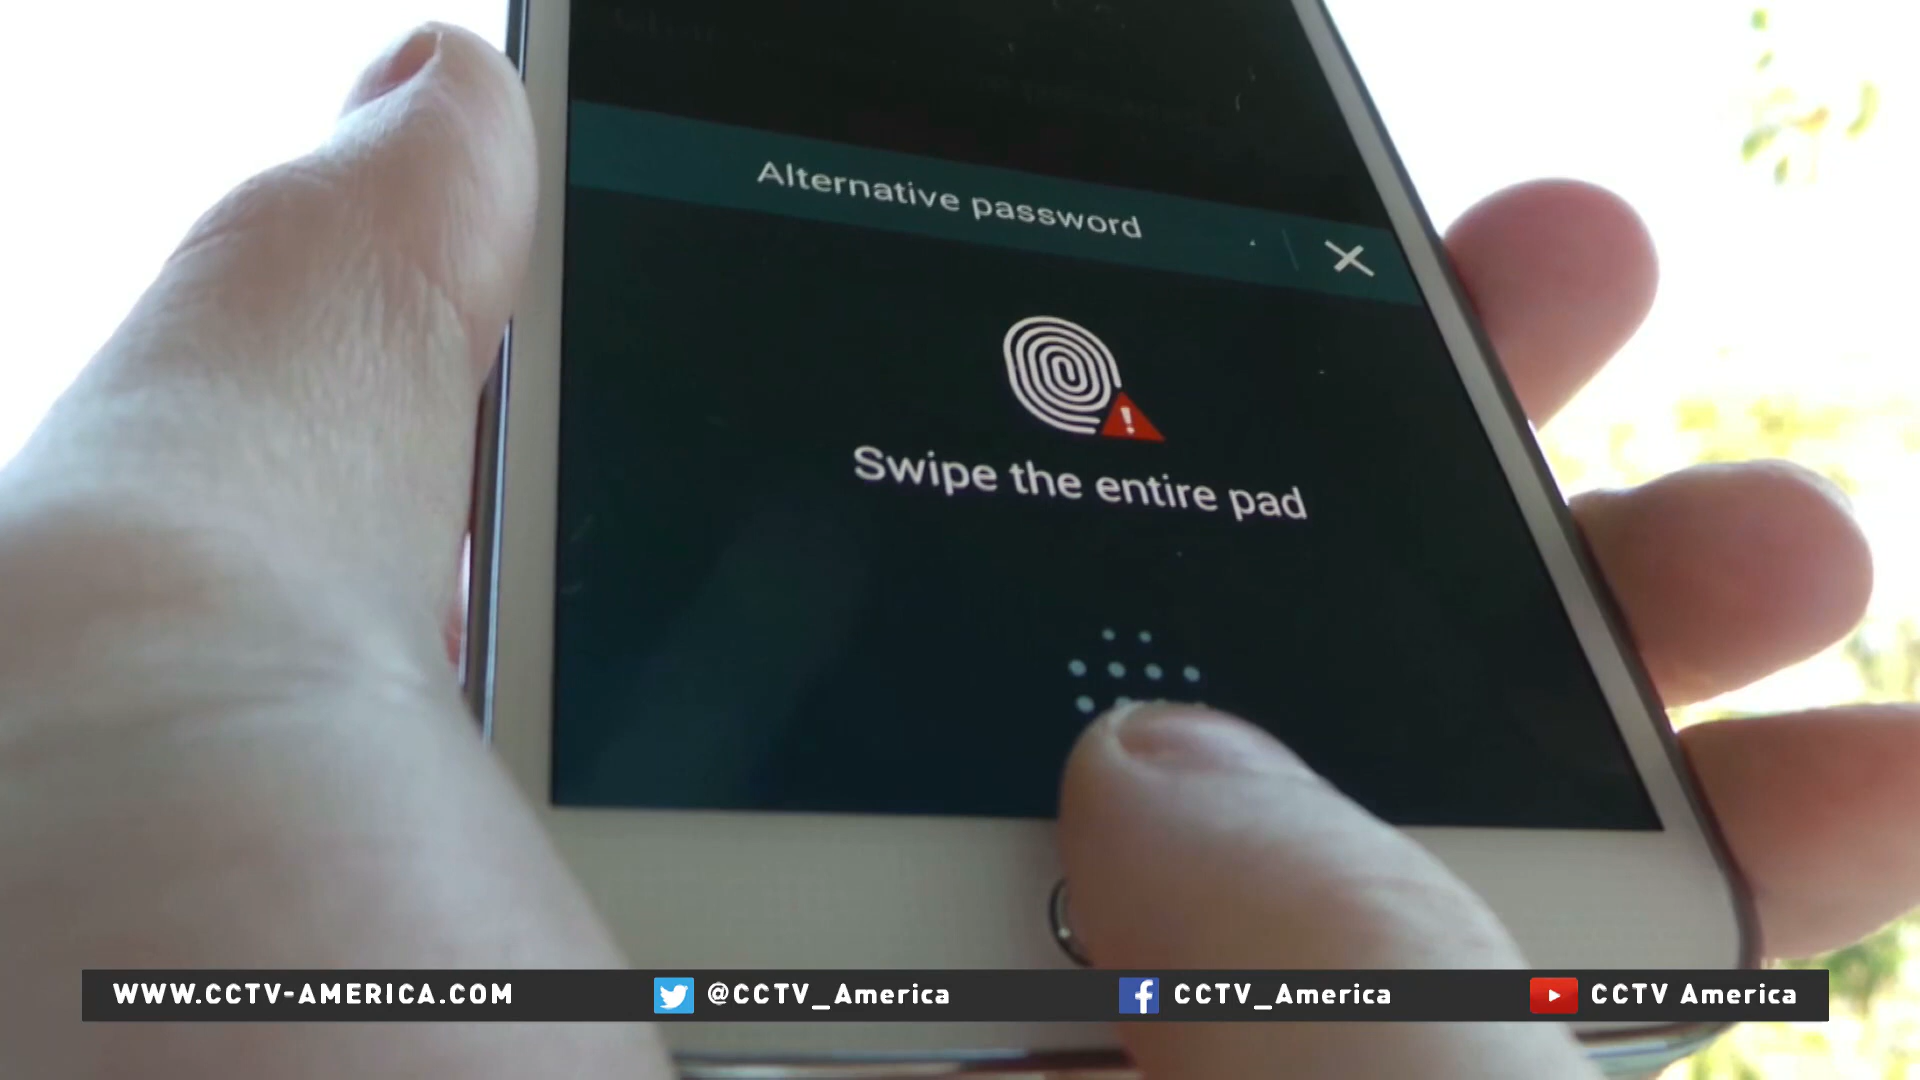 Alternative password
Swipe the entire pad
WWW.CCTV-AMERICA.COM @CCTV_America CCTV_America CCTV America